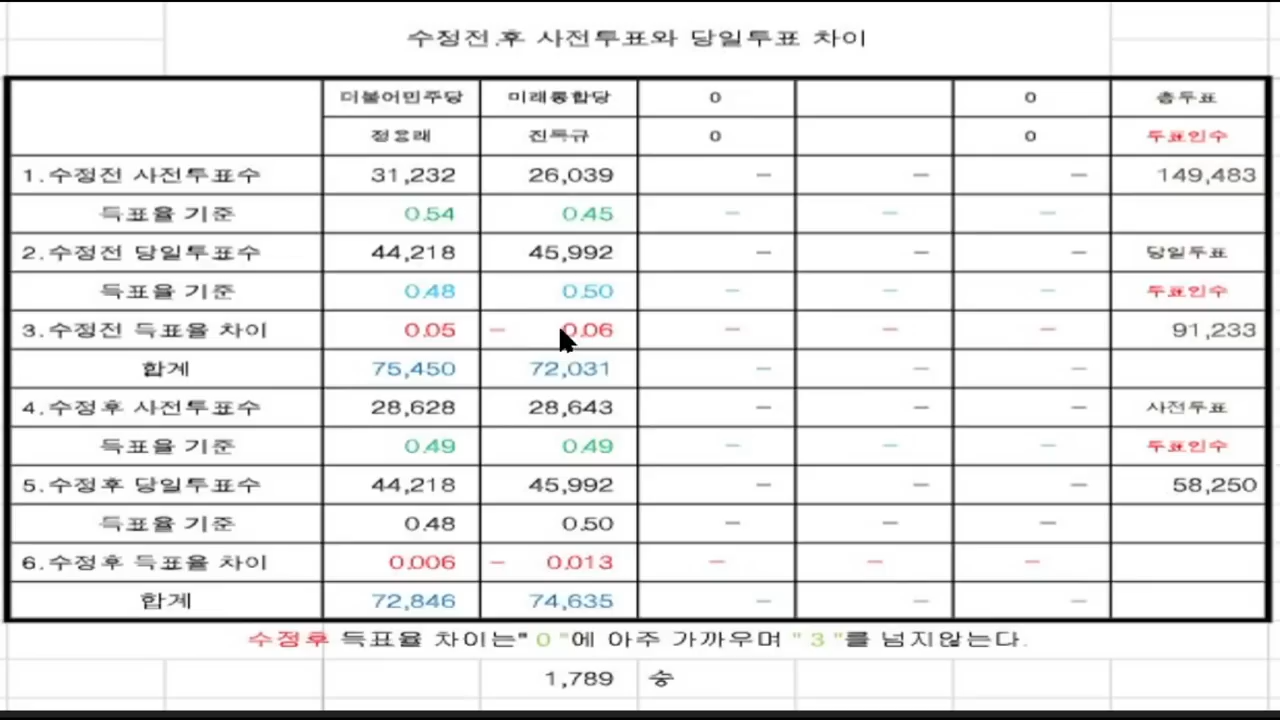 수정전.후 사전투표와 당일투표 차이
더불어민주당 미래통합당 0 0 총투표
정용래 진동규 0 0 투표인수
1.수정전 사전투표수 31,232 26,039 - - - 149,483
득표율 기준 0.54 0.45 - - -
2.수정전 당일투표수 44,218 45,992 - - - 당일투표
득표율 기준 0.48 0.50 - - - 투표인수
3.수정전 득표율 차이 0.05 - 0.06 - - - 91,233
합계 75,450 72,031 - - -
4.수정후 사전투표수 28,628 28,643 - - - 사전투표
득표율 기준 0.49 0.49 - - - 투표인수
5.수정후 당일투표수 44,218 45,992 - - - 58,250
득표율 기준 0.48 0.50 - - -
6.수정후 득표율 차이 0.006 - 0.013 - - -
합계 72,846 74,635 - - -
수정후 득표율 차이는"0"에 아주 가까우며 "3"를 넘지않는다.
1,789 승